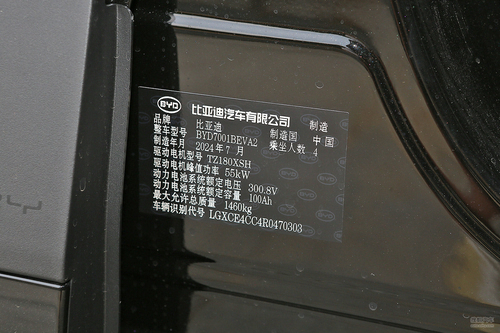 BYD 比亚迪汽车有限公司 制造
品牌 比亚迪 制造国 中国
整车型号 BYD7001BEVA2 乘坐人数 4
制造年月 2024年7月
驱动电机型号 TZ180XSH
驱动电机峰值功率 55kW
动力电池系统额定电压 300.8V
动力电池系统额定容量 100Ah
最大允许总质量 1460kg
车辆识别代号 LGXCE4CC4R0470303